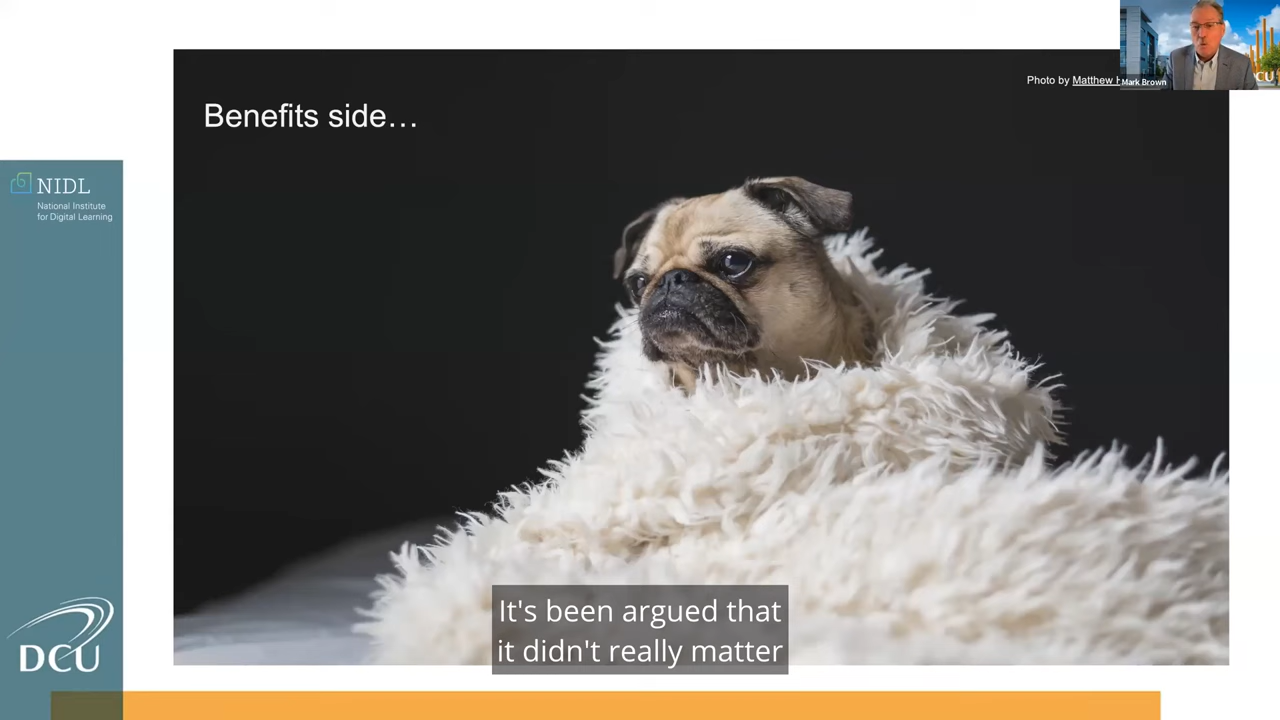 Photo by Matthew
Mark Brown
DCU
Benefits side…
NIDL
National Institute
for Digital Learning
It's been argued that
it didn't really matter
DCU